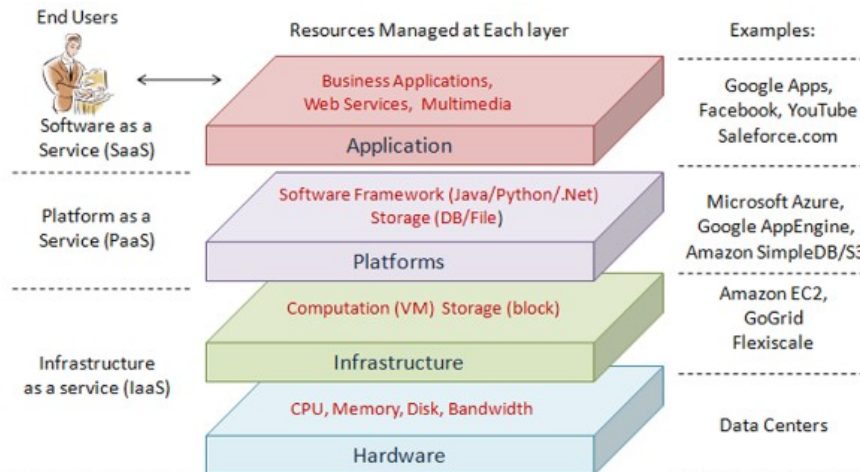 End Users
Resources Managed at Each layer
Examples:
Business Applications,
Web Services, Multimedia
Application
Software as a
Service (SaaS)
Google Apps,
Facebook, YouTube
Saleforce.com
Software Framework (Java/Python/.Net)
Storage (DB/File)
Platforms
Platform as a
Service (PaaS)
Microsoft Azure,
Google AppEngine,
Amazon SimpleDB/S3
Computation (VM) Storage (block)
Infrastructure
Amazon EC2,
GoGrid
Flexiscale
Infrastructure
as a service (IaaS)
CPU, Memory, Disk, Bandwidth
Hardware
Data Centers